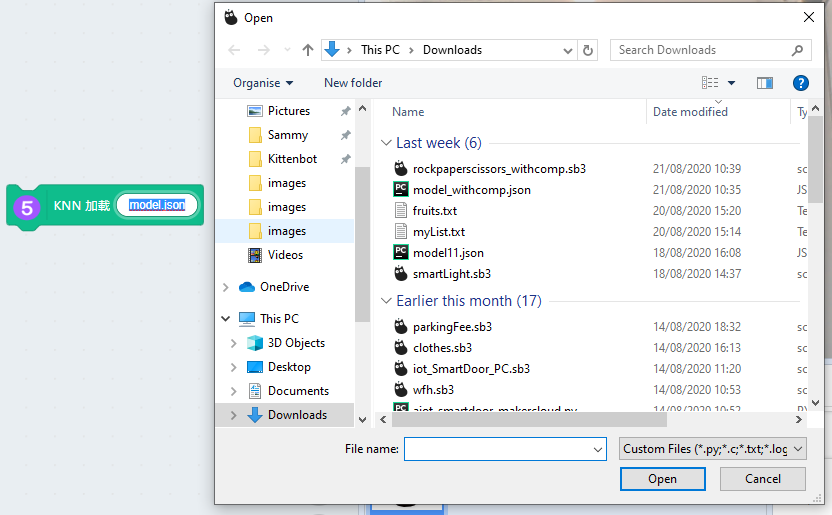 Open
This PC
Downloads
Search Downloads
Organise
New folder
Pictures
Sammy
Kittenbot
images
images
images
Videos
OneDrive
This PC
3D Objects
Desktop
Documents
Downloads
Name
Date modified
Ty
Last week (6)
rockpaperscissors_withcomp.sb3 21/08/2020 10:39 sc
model_withcomp.json 21/08/2020 10:35 JS
fruits.txt 20/08/2020 15:20 Te
myList.txt 20/08/2020 15:14 Te
model11.json 18/08/2020 16:08 JS
smartLight.sb3 18/08/2020 14:37 sc
Earlier this month (17)
parkingFee.sb3 14/08/2020 18:32 sc
clothes.sb3 14/08/2020 16:13 sc
iot_SmartDoor_PC.sb3 14/08/2020 11:20 sc
wfh.sb3 14/08/2020 10:53 sc
aiot_smartdoor_makercloud.py 14/08/2020 10:52 PY
5 KNN 加载 model.json
File name:
Custom Files (*.py;*.c;*.txt;*.log
Open
Cancel